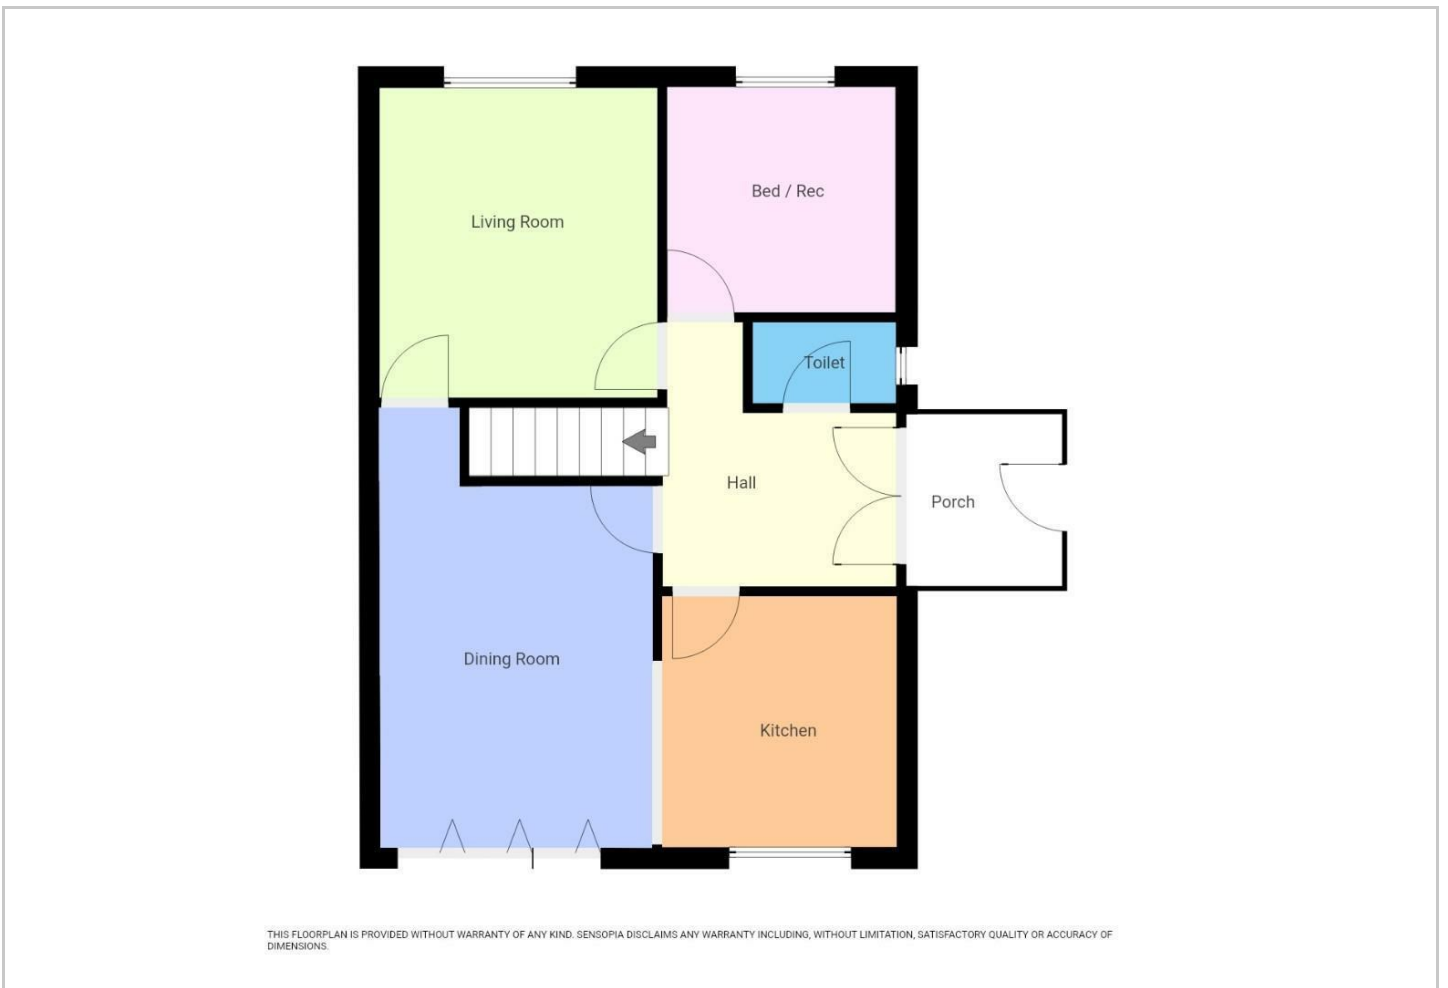 Living Room
Bed / Rec
Toilet
Hall
Porch
Dining Room
Kitchen
THIS FLOORPLAN IS PROVIDED WITHOUT WARRANTY OF ANY KIND. SENSOPIA DISCLAIMS ANY WARRANTY INCLUDING, WITHOUT LIMITATION, SATISFACTORY QUALITY OR ACCURACY OF
DIMENSIONS.